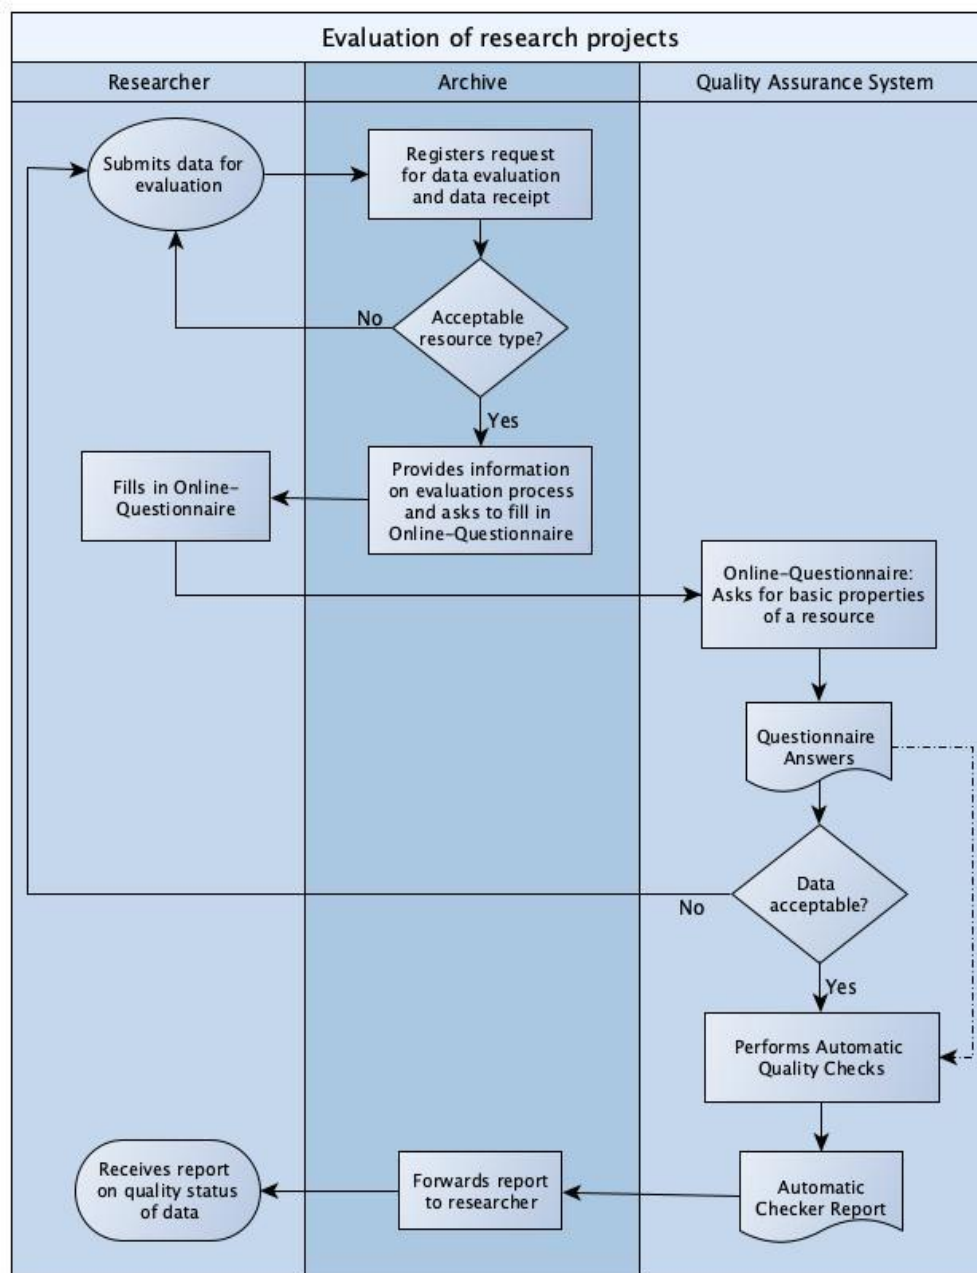 Evaluation of research projects
Researcher
Archive
Quality Assurance System
Submits data for
evaluation
Registers request
for data evaluation
and data receipt
No
Acceptable
resource type?
Yes
Fills in Online-
Questionnaire
Provides information
on evaluation process
and asks to fill in
Online-Questionnaire
Online-Questionnaire:
Asks for basic properties
of a resource
Questionnaire
Answers
Data
acceptable?
No
Yes
Performs Automatic
Quality Checks
Receives report
on quality status
of data
Forwards report
to researcher
Automatic
Checker Report